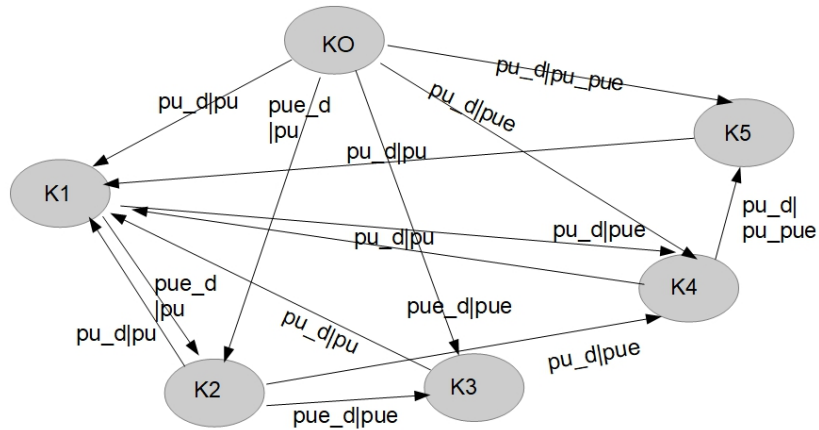 KO
pu_d|pu_pue
pu_d|pue
pu_d|pu
pue_d
|pu
K5
pu_d|pu
K1
pu_d|
pu_pue
pu_d|pue
pu_d|pu
K4
pue_d
|pu
pue_d|pue
pu_d|pu
pu_d|pu
pu_d|pue
K2
K3
pue_d|pue